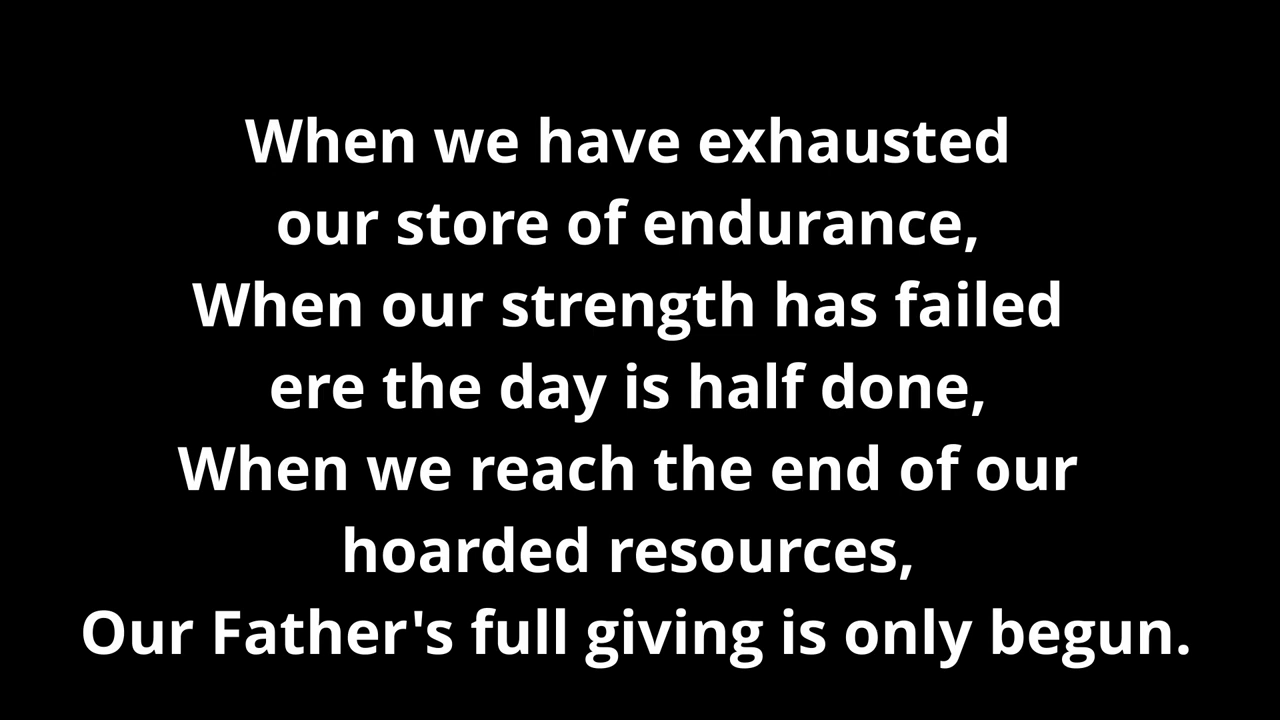 When we have exhausted
our store of endurance,
When our strength has failed
ere the day is half done,
When we reach the end of our
hoarded resources,
Our Father's full giving is only begun.